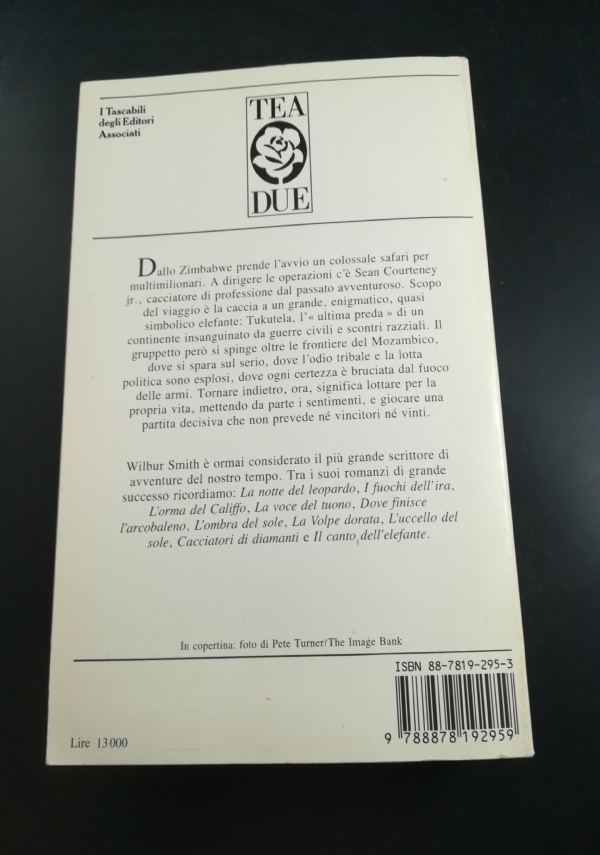 I Tascabili
degli Editori
Associati
TEA
DUE
Dallo Zimbabwe prende l'avvio un colossale safari per
multimilionari. A dirigere le operazioni c'è Sean Courteney
jr., cacciatore di professione dal passato avventuroso. Scopo
del viaggio è la caccia a un grande, enigmatico, quasi
simbolico elefante: Tukutela, l'« ultima preda » di un
continente insanguinato da guerre civili e scontri razziali. Il
gruppetto però si spinge oltre le frontiere del Mozambico,
dove si spara sul serio, dove l'odio tribale e la lotta
politica sono esplosi, dove ogni certezza è bruciata dal fuoco
delle armi. Tornare indietro, ora, significa lottare per la
propria vita, mettendo da parte i sentimenti, e giocare una
partita decisiva che non prevede né vincitori né vinti.
Wilbur Smith è ormai considerato il più grande scrittore di
avventure del nostro tempo. Tra i suoi romanzi di grande
successo ricordiamo: La notte del leopardo, I fuochi dell'ira,
L'orma del Califfo, La voce del tuono, Dove finisce
l'arcobaleno, L'ombra del sole, La Volpe dorata, L'uccello del
sole, Cacciatori di diamanti e Il canto dell'elefante.
In copertina: foto di Pete Turner/The Image Bank
ISBN 88-7819-295-3
9 788878 192959
Lire 13 000